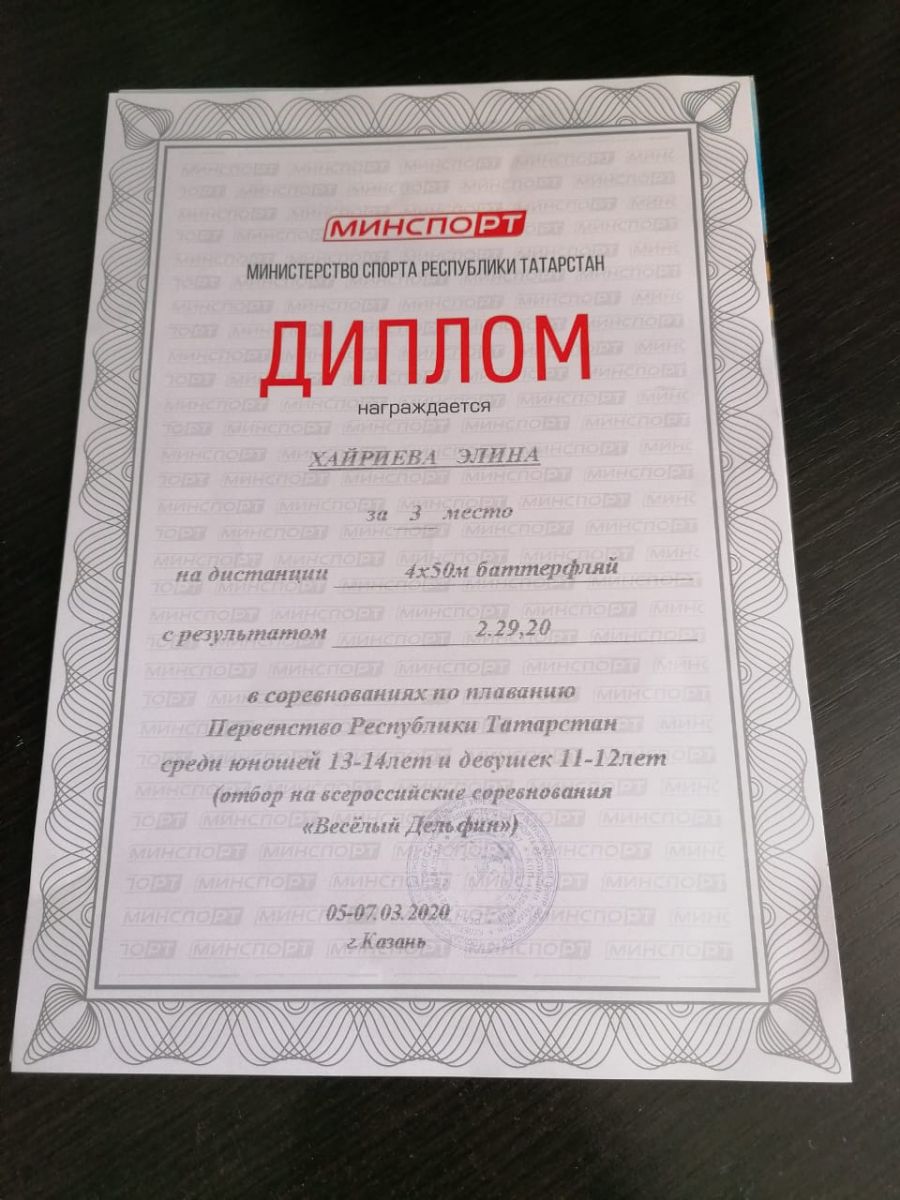 МИНСПОРТ
МИНИСТЕРСТВО СПОРТА РЕСПУБЛИКИ ТАТАРСТАН
ДИПЛОМ
награждается
ХАЙРИЕВА ЭЛИНА
за 3 место
на дистанции 4х50м баттерфляй
с результатом 2.29,20
в соревнованиях по плаванию
Первенство Республики Татарстан
среди юношей 13-14лет и девушек 11-12лет
(отбор на всероссийские соревнования
«Весёлый Дельфин»)
05-07.03.2020
г.Казань